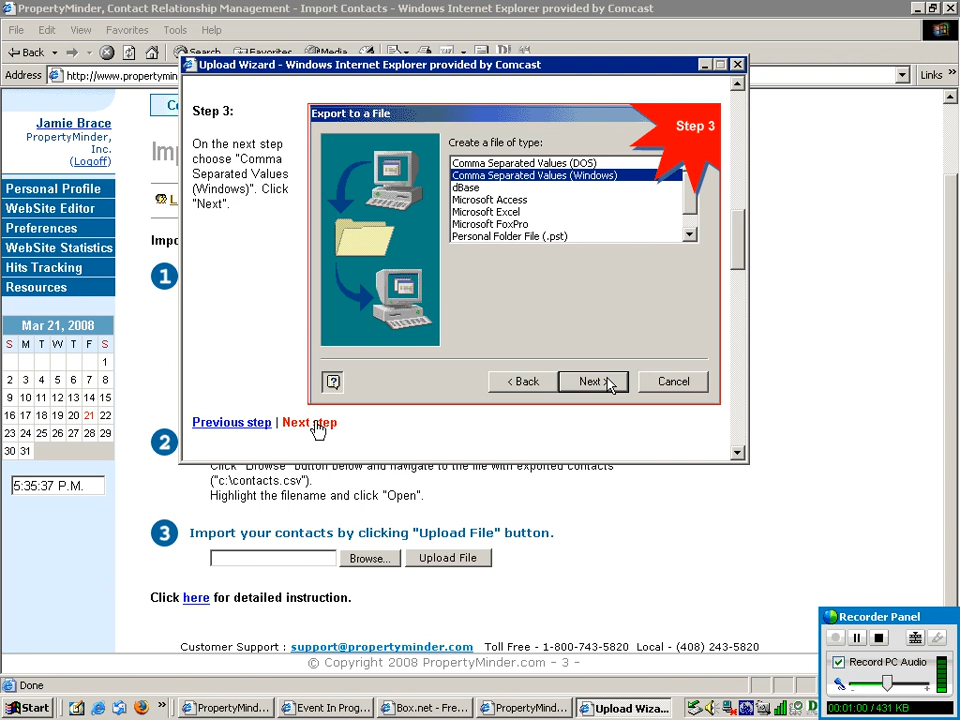 PropertyMinder, Contact Relationship Management - Import Contacts - Windows Internet Explorer provided by Comcast
File Edit View Favorites Tools Help
Back Search Favorites Media
Address http://www.propertymin Links »
Upload Wizard - Windows Internet Explorer provided by Comcast
Jamie Brace
PropertyMinder, Inc.
(Logoff)
Personal Profile
WebSite Editor
Preferences
WebSite Statistics
Hits Tracking
Resources
Mar 21, 2008
S M T W T F S
1
2 3 4 5 6 7 8
9 10 11 12 13 14 15
16 17 18 19 20 21 22
23 24 25 26 27 28 29
30 31
5:35:37 P.M.
Step 3:
On the next step
choose "Comma
Separated Values
(Windows)". Click
"Next".
Export to a File
Step 3
Create a file of type:
Comma Separated Values (DOS)
Comma Separated Values (Windows)
dBase
Microsoft Access
Microsoft Excel
Microsoft FoxPro
Personal Folder File (.pst)
< Back Next > Cancel
Previous step | Next step
1
2
Click "Browse" button below and navigate to the file with exported contacts
("c:\contacts.csv").
Highlight the filename and click "Open".
3 Import your contacts by clicking "Upload File" button.
Browse... Upload File
Click here for detailed instruction.
Customer Support : support@propertyminder.com Toll Free - 1-800-743-5820 Local - (408) 243-5820
© Copyright 2008 PropertyMinder.com - 3 -
Done
Recorder Panel
Record PC Audio
00:01:00 / 431 KB
Start PropertyMind... Event In Prog... Box.net - Fre... PropertyMind... Upload Wiza...